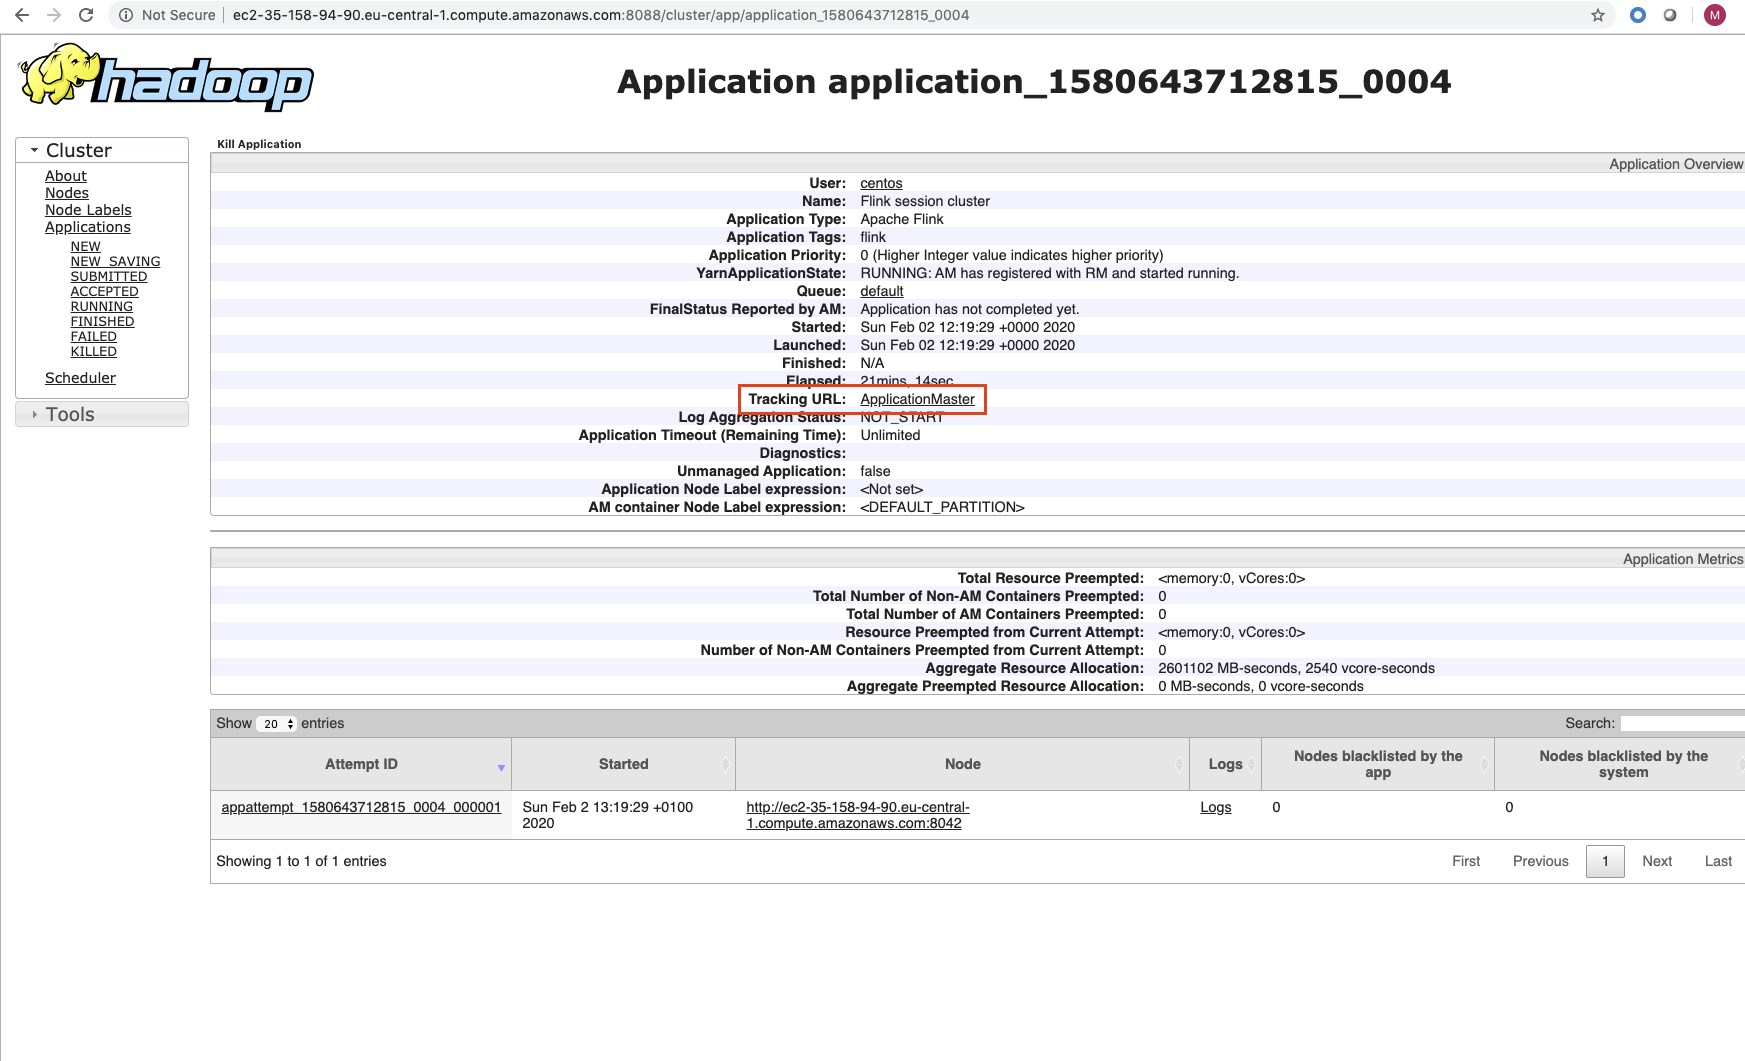 Not Secure ec2-35-158-94-90.eu-central-1.compute.amazonaws.com:8088/cluster/app/application_1580643712815_0004 M
hadoop
Application application_1580643712815_0004
Cluster
About
Nodes
Node Labels
Applications
NEW
NEW_SAVING
SUBMITTED
ACCEPTED
RUNNING
FINISHED
FAILED
KILLED
Scheduler
Tools
Kill Application
Application Overview
User: centos
Name: Flink session cluster
Application Type: Apache Flink
Application Tags: flink
Application Priority: 0 (Higher Integer value indicates higher priority)
YarnApplicationState: RUNNING: AM has registered with RM and started running.
Queue: default
FinalStatus Reported by AM: Application has not completed yet.
Started: Sun Feb 02 12:19:29 +0000 2020
Launched: Sun Feb 02 12:19:29 +0000 2020
Finished: N/A
Elapsed: 21mins, 14sec
Tracking URL: ApplicationMaster
Log Aggregation Status: NOT_START
Application Timeout (Remaining Time): Unlimited
Diagnostics:
Unmanaged Application: false
Application Node Label expression: <Not set>
AM container Node Label expression: <DEFAULT_PARTITION>
Application Metrics
Total Resource Preempted: <memory:0, vCores:0>
Total Number of Non-AM Containers Preempted: 0
Total Number of AM Containers Preempted: 0
Resource Preempted from Current Attempt: <memory:0, vCores:0>
Number of Non-AM Containers Preempted from Current Attempt: 0
Aggregate Resource Allocation: 2601102 MB-seconds, 2540 vcore-seconds
Aggregate Preempted Resource Allocation: 0 MB-seconds, 0 vcore-seconds
Show 20 entries Search:
Attempt ID Started Node Logs Nodes blacklisted by the app Nodes blacklisted by the system
appattempt_1580643712815_0004_000001 Sun Feb 2 13:19:29 +0100 http://ec2-35-158-94-90.eu-central- Logs 0 0
2020 1.compute.amazonaws.com:8042
Showing 1 to 1 of 1 entries First Previous 1 Next Last